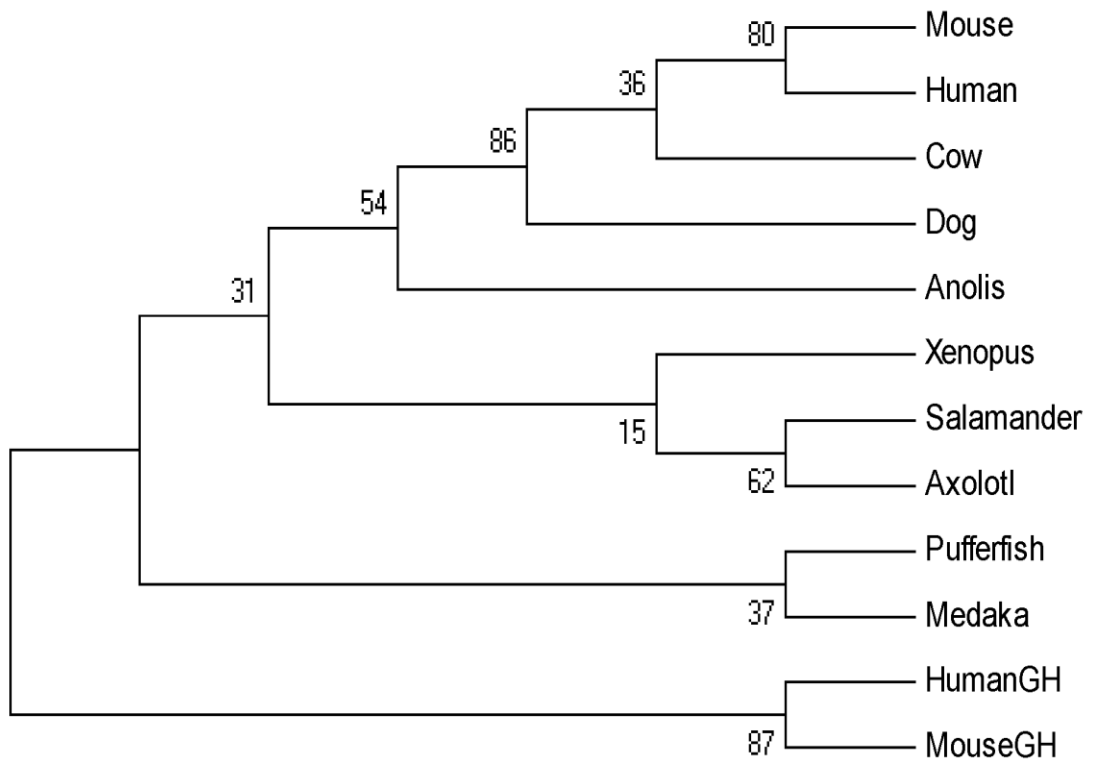 80
Mouse
36
Human
86
Cow
54
Dog
31
Anolis
Xenopus
15
Salamander
62
Axolotl
Pufferfish
37
Medaka
HumanGH
87
MouseGH